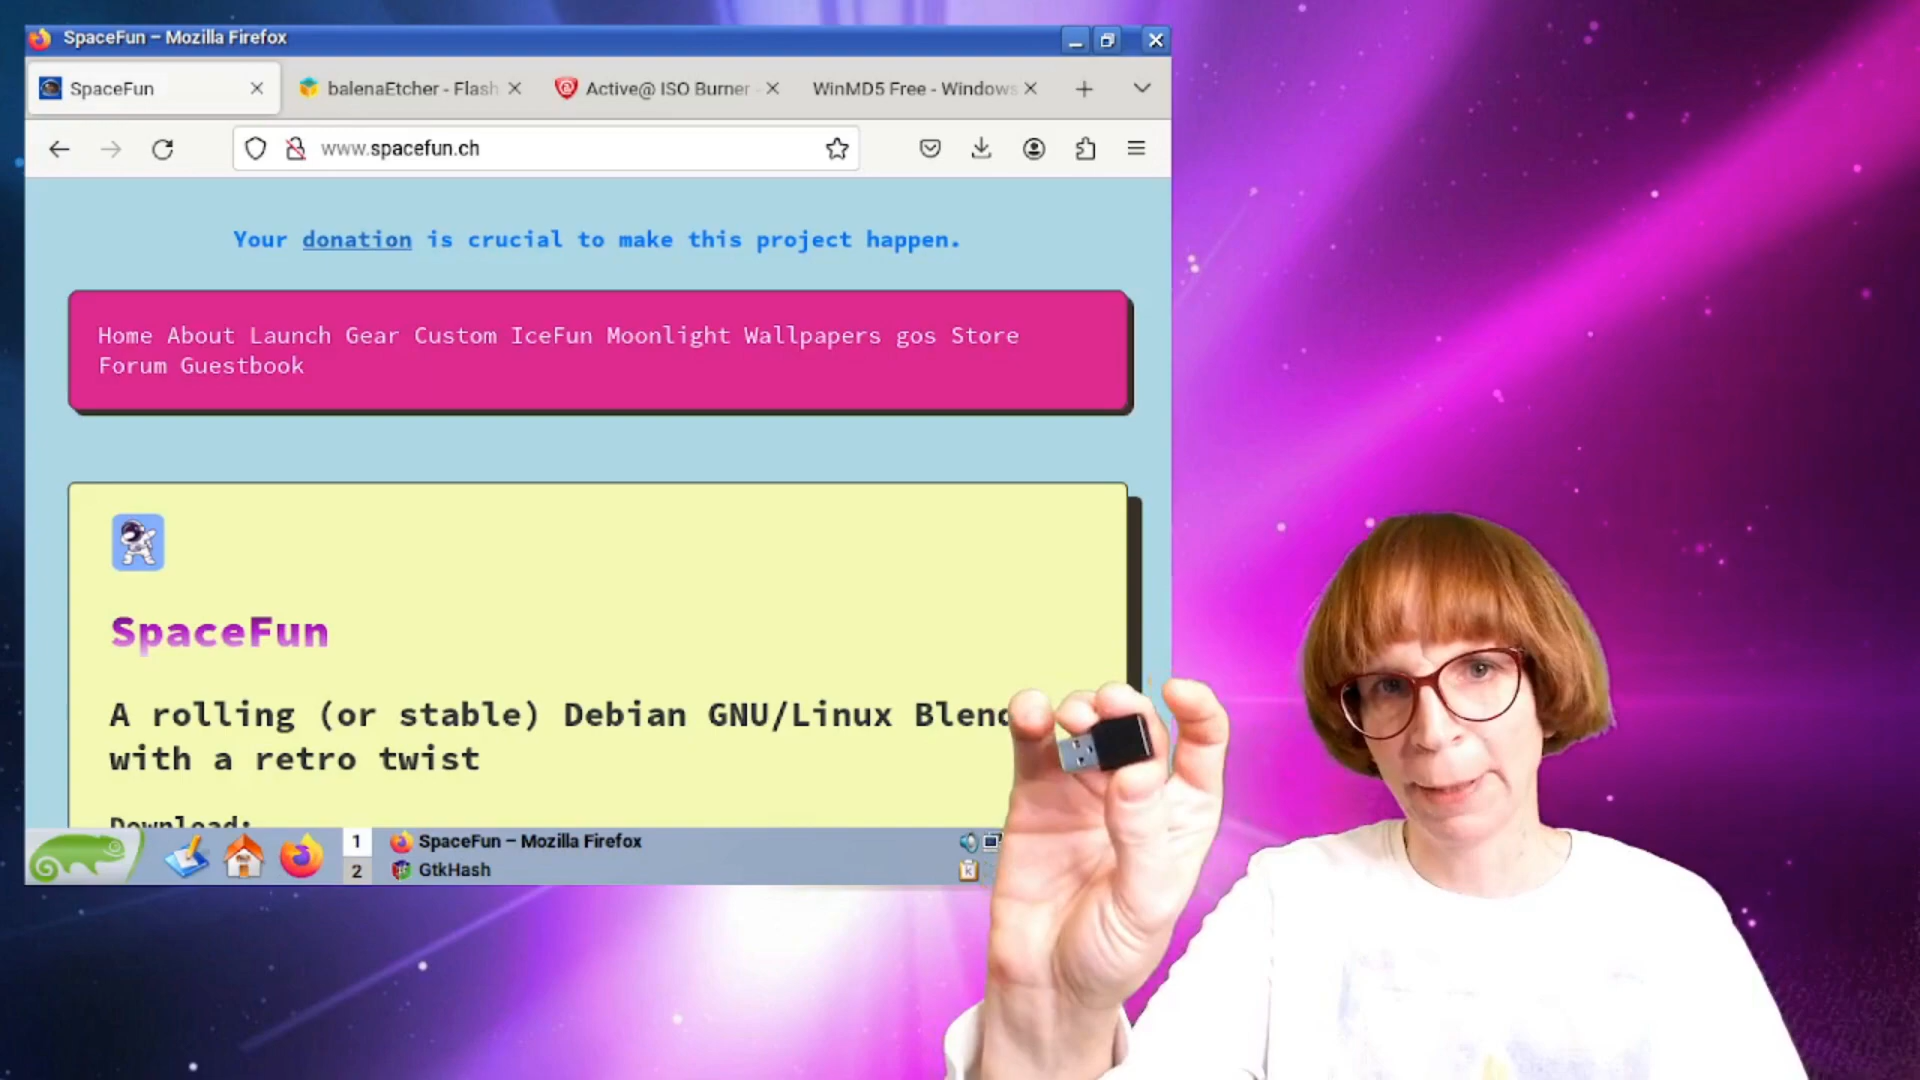 SpaceFun – Mozilla Firefox
SpaceFun
balenaEtcher - Flash
Active@ ISO Burner -
WinMD5 Free - Windows
www.spacefun.ch
Your donation is crucial to make this project happen.
Home About Launch Gear Custom IceFun Moonlight Wallpapers gos Store
Forum Guestbook
SpaceFun
A rolling (or stable) Debian GNU/Linux Blend
with a retro twist
Download:
1
SpaceFun – Mozilla Firefox
2
GtkHash